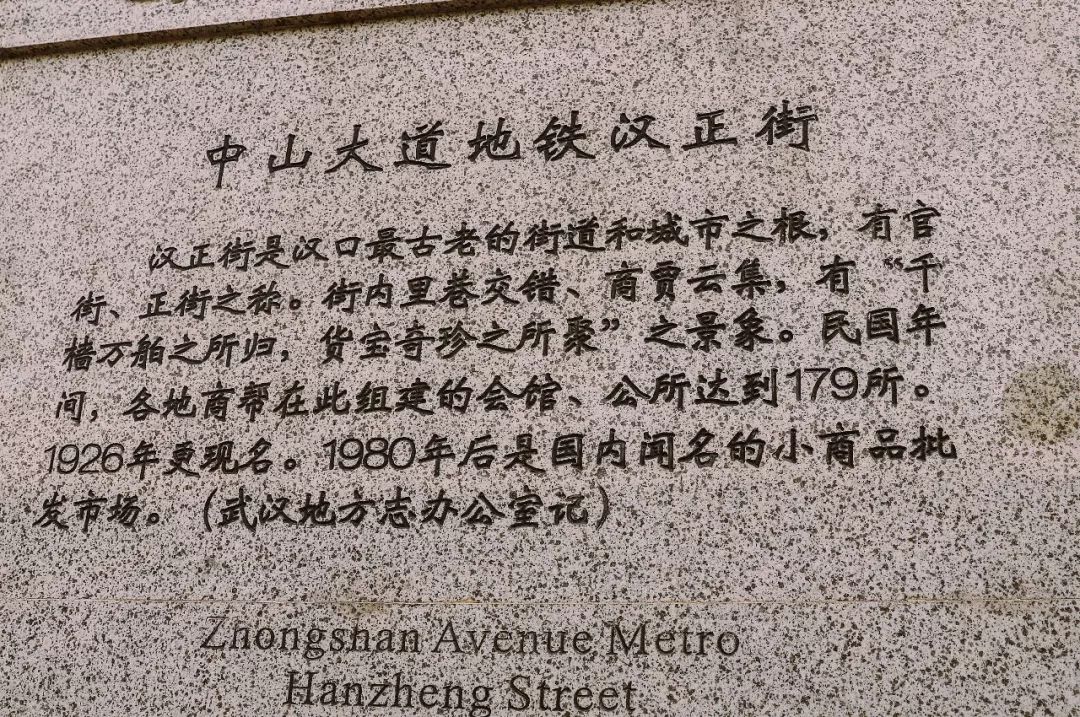 中山大道地铁汉正街
汉正街是汉口最古老的街道和城市之根，有官
街、正街之称。街内里巷交错、商贾云集，有“千
樯万舶之所归，货宝奇珍之所聚”之景象。民国年
间，各地商帮在此组建的会馆、公所达到179所。
1926年更现名。1980年后是国内闻名的小商品批
发市场。（武汉地方志办公室记）
Zhongshan Avenue Metro
Hanzheng Street